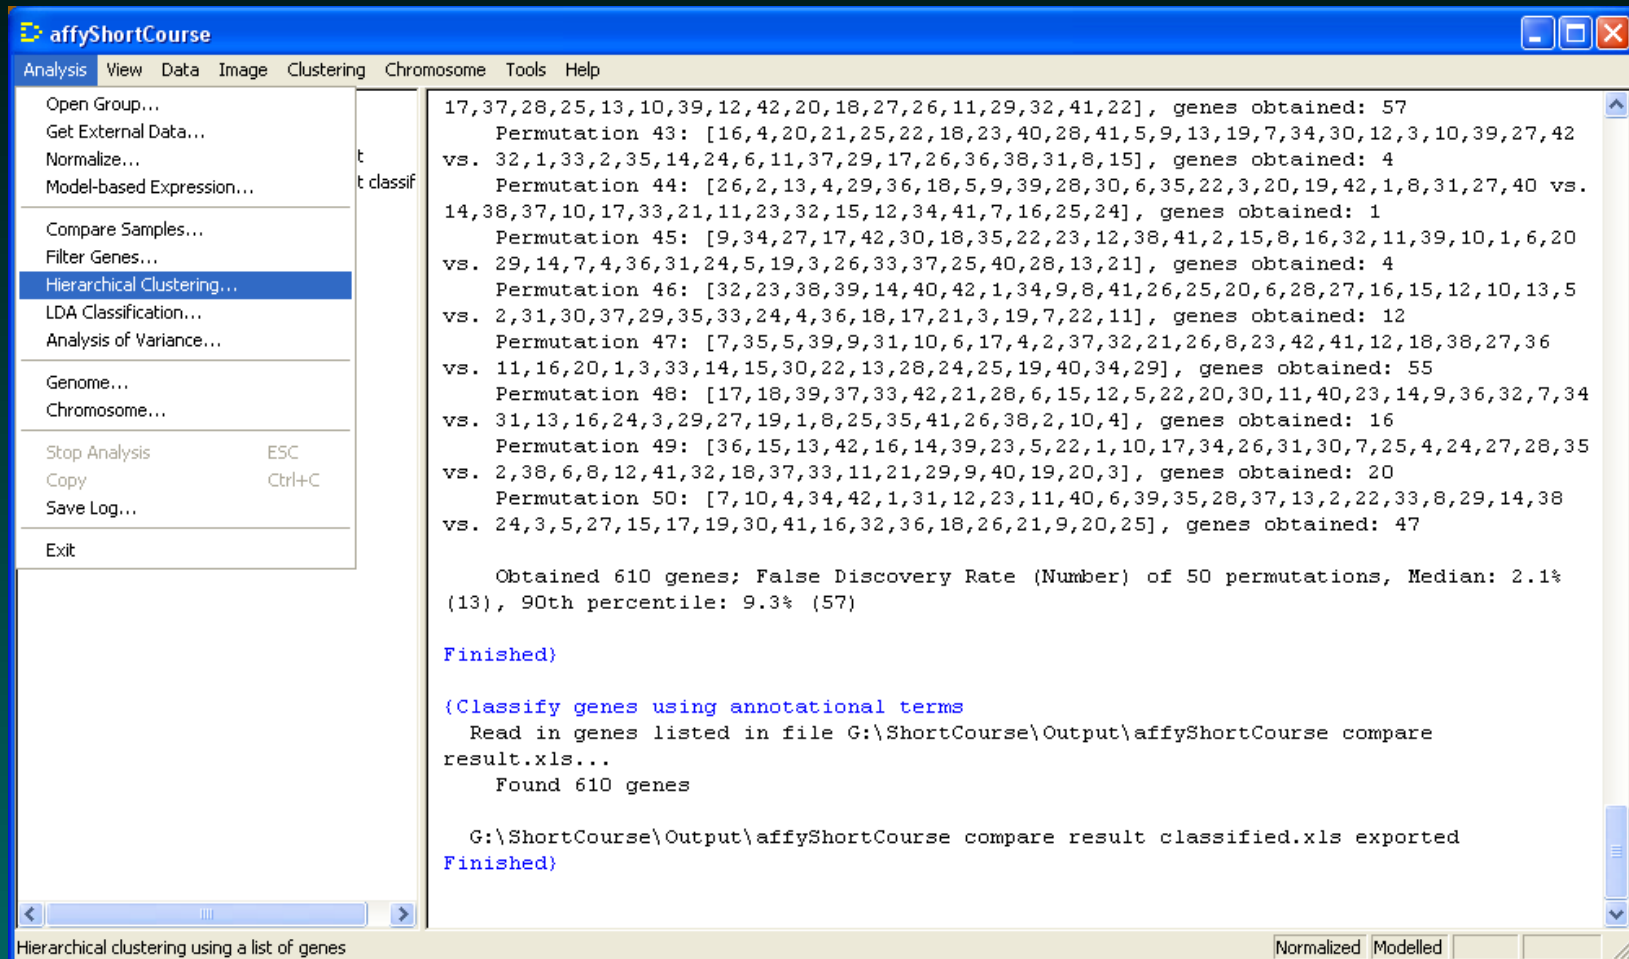 affyShortCourse
Analysis View Data Image Clustering Chromosome Tools Help
Open Group...
Get External Data...
Normalize...
Model-based Expression...
Compare Samples...
Filter Genes...
Hierarchical Clustering...
LDA Classification...
Analysis of Variance...
Genome...
Chromosome...
Stop Analysis ESC
Copy Ctrl+C
Save Log...
Exit
t
t classif
17,37,28,25,13,10,39,12,42,20,18,27,26,11,29,32,41,22], genes obtained: 57
Permutation 43: [16,4,20,21,25,22,18,23,40,28,41,5,9,13,19,7,34,30,12,3,10,39,27,42
vs. 32,1,33,2,35,14,24,6,11,37,29,17,26,36,38,31,8,15], genes obtained: 4
Permutation 44: [26,2,13,4,29,36,18,5,9,39,28,30,6,35,22,3,20,19,42,1,8,31,27,40 vs.
14,38,37,10,17,33,21,11,23,32,15,12,34,41,7,16,25,24], genes obtained: 1
Permutation 45: [9,34,27,17,42,30,18,35,22,23,12,38,41,2,15,8,16,32,11,39,10,1,6,20
vs. 29,14,7,4,36,31,24,5,19,3,26,33,37,25,40,28,13,21], genes obtained: 4
Permutation 46: [32,23,38,39,14,40,42,1,34,9,8,41,26,25,20,6,28,27,16,15,12,10,13,5
vs. 2,31,30,37,29,35,33,24,4,36,18,17,21,3,19,7,22,11], genes obtained: 12
Permutation 47: [7,35,5,39,9,31,10,6,17,4,2,37,32,21,26,8,23,42,41,12,18,38,27,36
vs. 11,16,20,1,3,33,14,15,30,22,13,28,24,25,19,40,34,29], genes obtained: 55
Permutation 48: [17,18,39,37,33,42,21,28,6,15,12,5,22,20,30,11,40,23,14,9,36,32,7,34
vs. 31,13,16,24,3,29,27,19,1,8,25,35,41,26,38,2,10,4], genes obtained: 16
Permutation 49: [36,15,13,42,16,14,39,23,5,22,1,10,17,34,26,31,30,7,25,4,24,27,28,35
vs. 2,38,6,8,12,41,32,18,37,33,11,21,29,9,40,19,20,3], genes obtained: 20
Permutation 50: [7,10,4,34,42,1,31,12,23,11,40,6,39,35,28,37,13,2,22,33,8,29,14,38
vs. 24,3,5,27,15,17,19,30,41,16,32,36,18,26,21,9,20,25], genes obtained: 47
Obtained 610 genes; False Discovery Rate (Number) of 50 permutations, Median: 2.1%
(13), 90th percentile: 9.3% (57)
Finished}
{Classify genes using annotational terms
Read in genes listed in file G:\ShortCourse\Output\affyShortCourse compare
result.xls...
Found 610 genes
G:\ShortCourse\Output\affyShortCourse compare result classified.xls exported
Finished}
Hierarchical clustering using a list of genes
Normalized Modelled